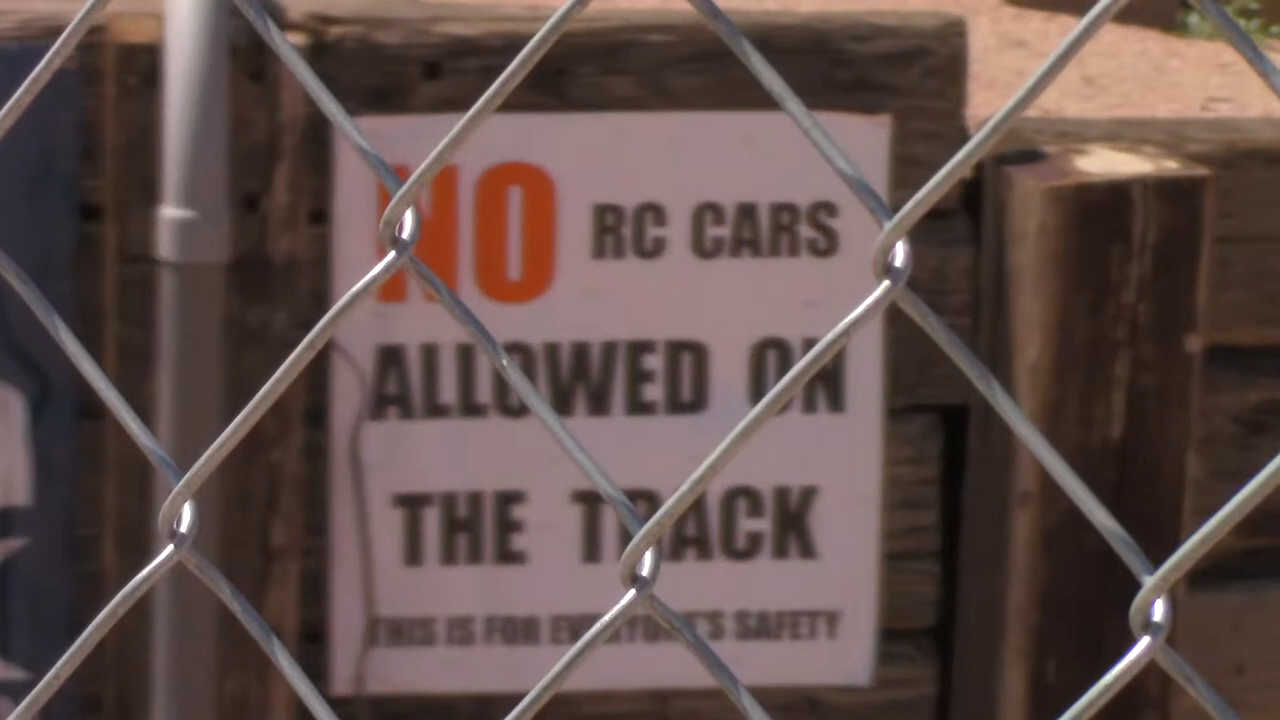 NO RC CARS
ALLOWED ON
THE TRACK
THIS IS FOR EVERYONE'S SAFETY